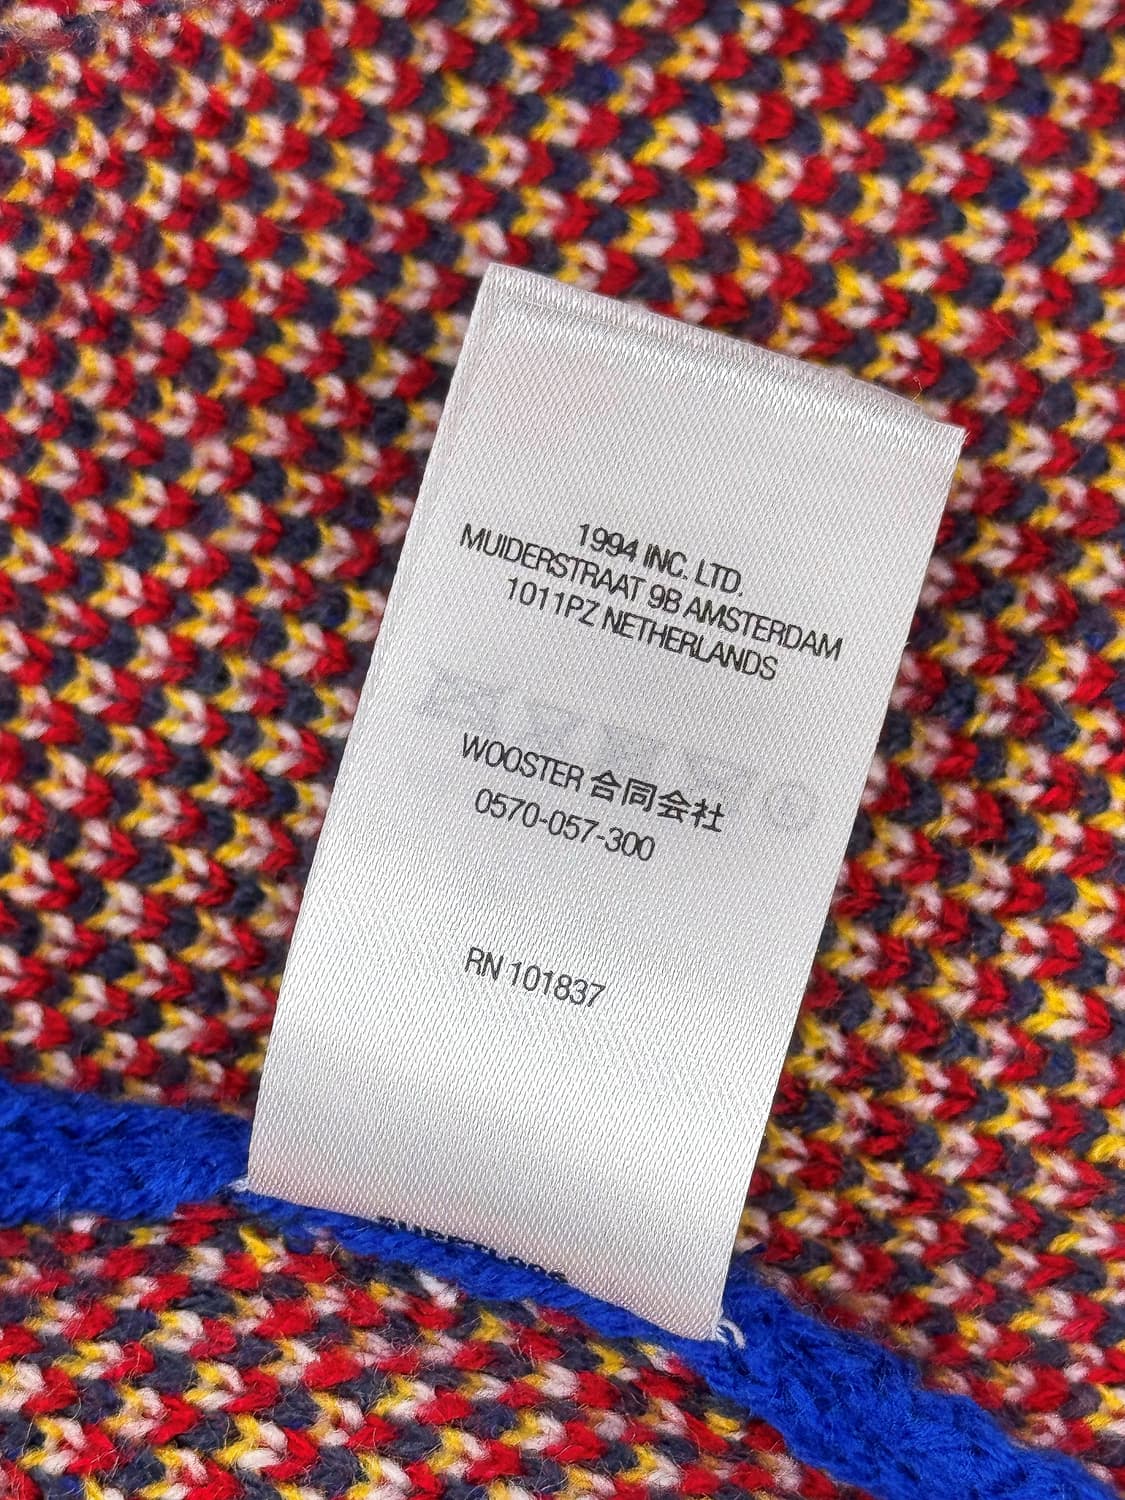 1994 INC. LTD.
MUIDERSTRAAT 9B AMSTERDAM
1011PZ NETHERLANDS
WOOSTER 合同会社
0570-057-300
RN 101837